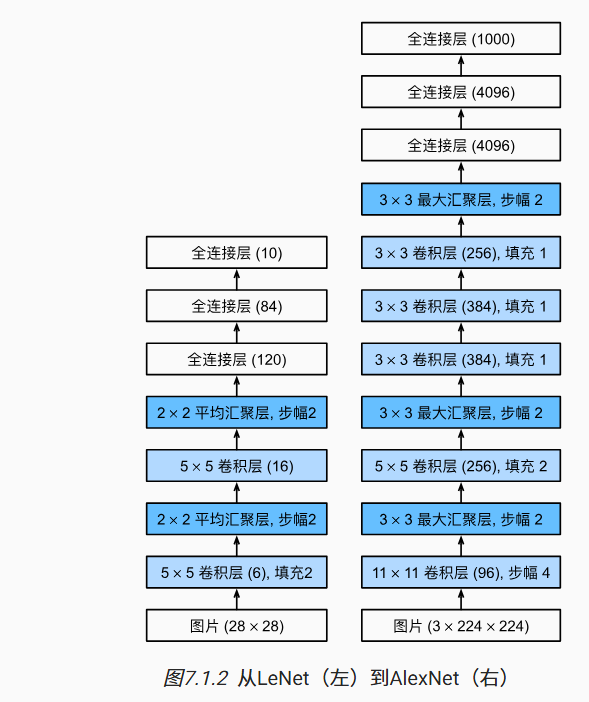 全连接层 (1000)
全连接层 (4096)
全连接层 (4096)
3 × 3 最大汇聚层, 步幅 2
3 × 3 卷积层 (256), 填充 1
3 × 3 卷积层 (384), 填充 1
3 × 3 卷积层 (384), 填充 1
3 × 3 最大汇聚层, 步幅 2
5 × 5 卷积层 (256), 填充 2
3 × 3 最大汇聚层, 步幅 2
11 × 11 卷积层 (96), 步幅 4
图片 (3 × 224 × 224)
全连接层 (10)
全连接层 (84)
全连接层 (120)
2 × 2 平均汇聚层, 步幅2
5 × 5 卷积层 (16)
2 × 2 平均汇聚层, 步幅2
5 × 5 卷积层 (6), 填充2
图片 (28 × 28)
图7.1.2 从LeNet（左）到AlexNet（右）